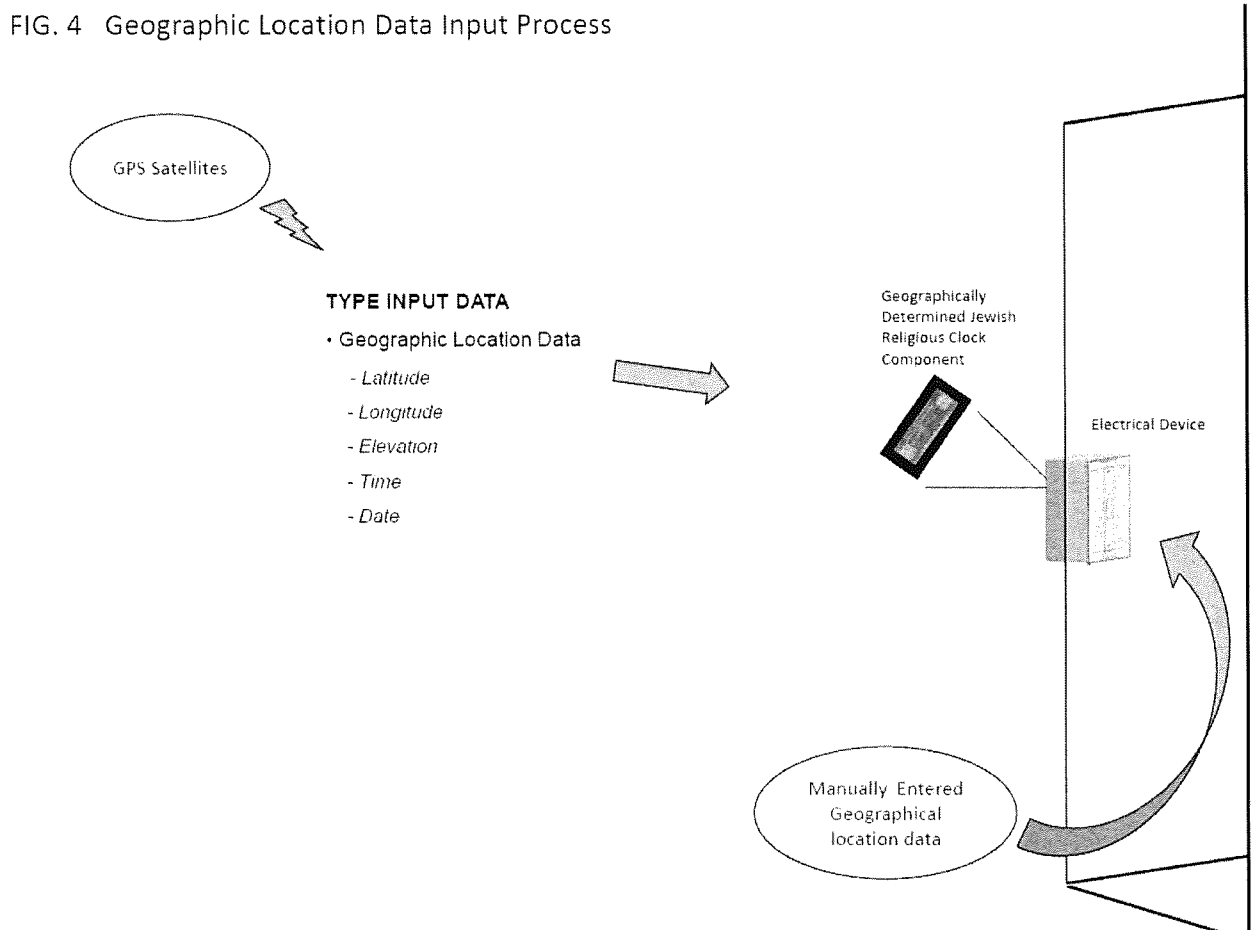 FIG. 4 Geographic Location Data Input Process
GPS Satellites
TYPE INPUT DATA
• Geographic Location Data
- Latitude
- Longitude
- Elevation
- Time
- Date
Geographically
Determined Jewish
Religious Clock
Component
Electrical Device
Manually Entered
Geographical
location data